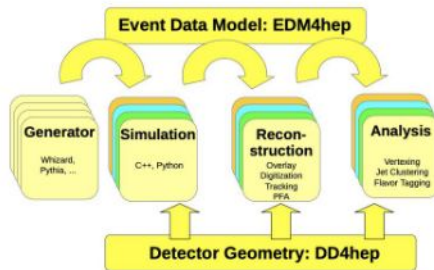 Event Data Model: EDM4hep
Generator
Whizard,
Pythia, ...
Simulation
C++, Python
Recon-
struction
Overlay
Digitization
Tracking
PFA
Analysis
Vertexing
Jet Clustering
Flavor Tagging
Detector Geometry: DD4hep